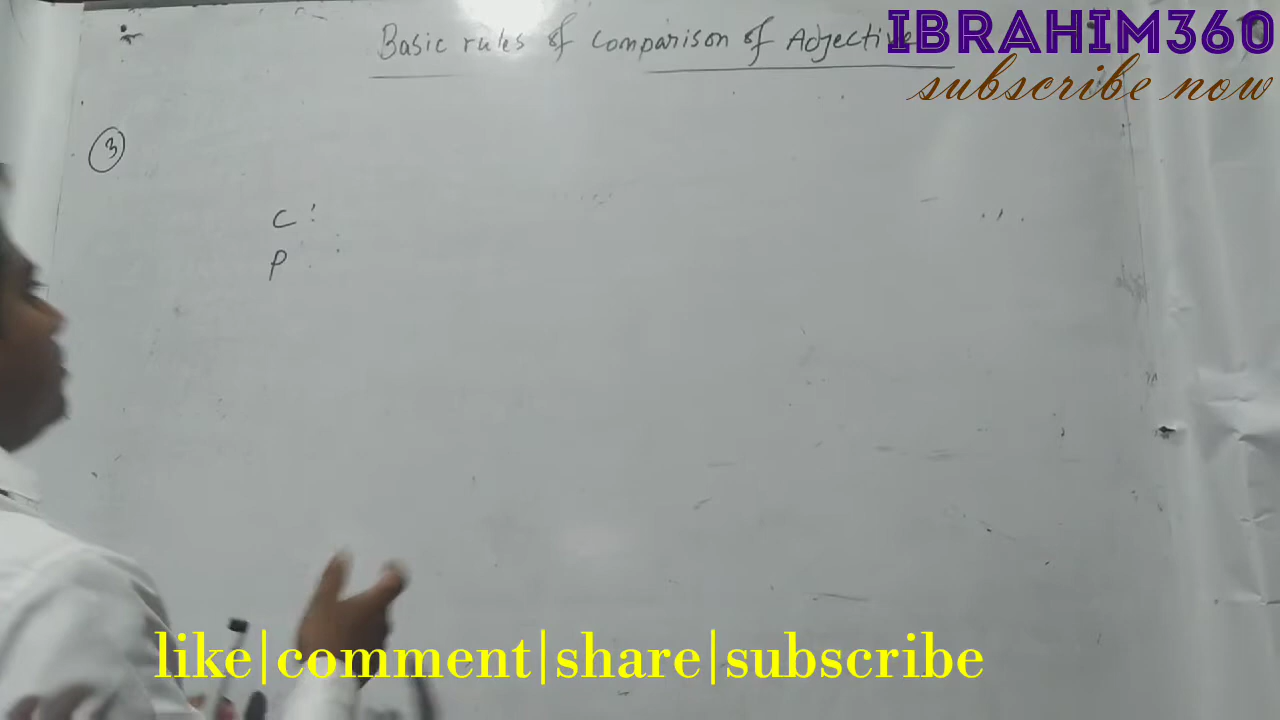 Basic rules of Comparison of Adjective
IBRAHIM360
subscribe now
3
C :
P
like|comment|share|subscribe